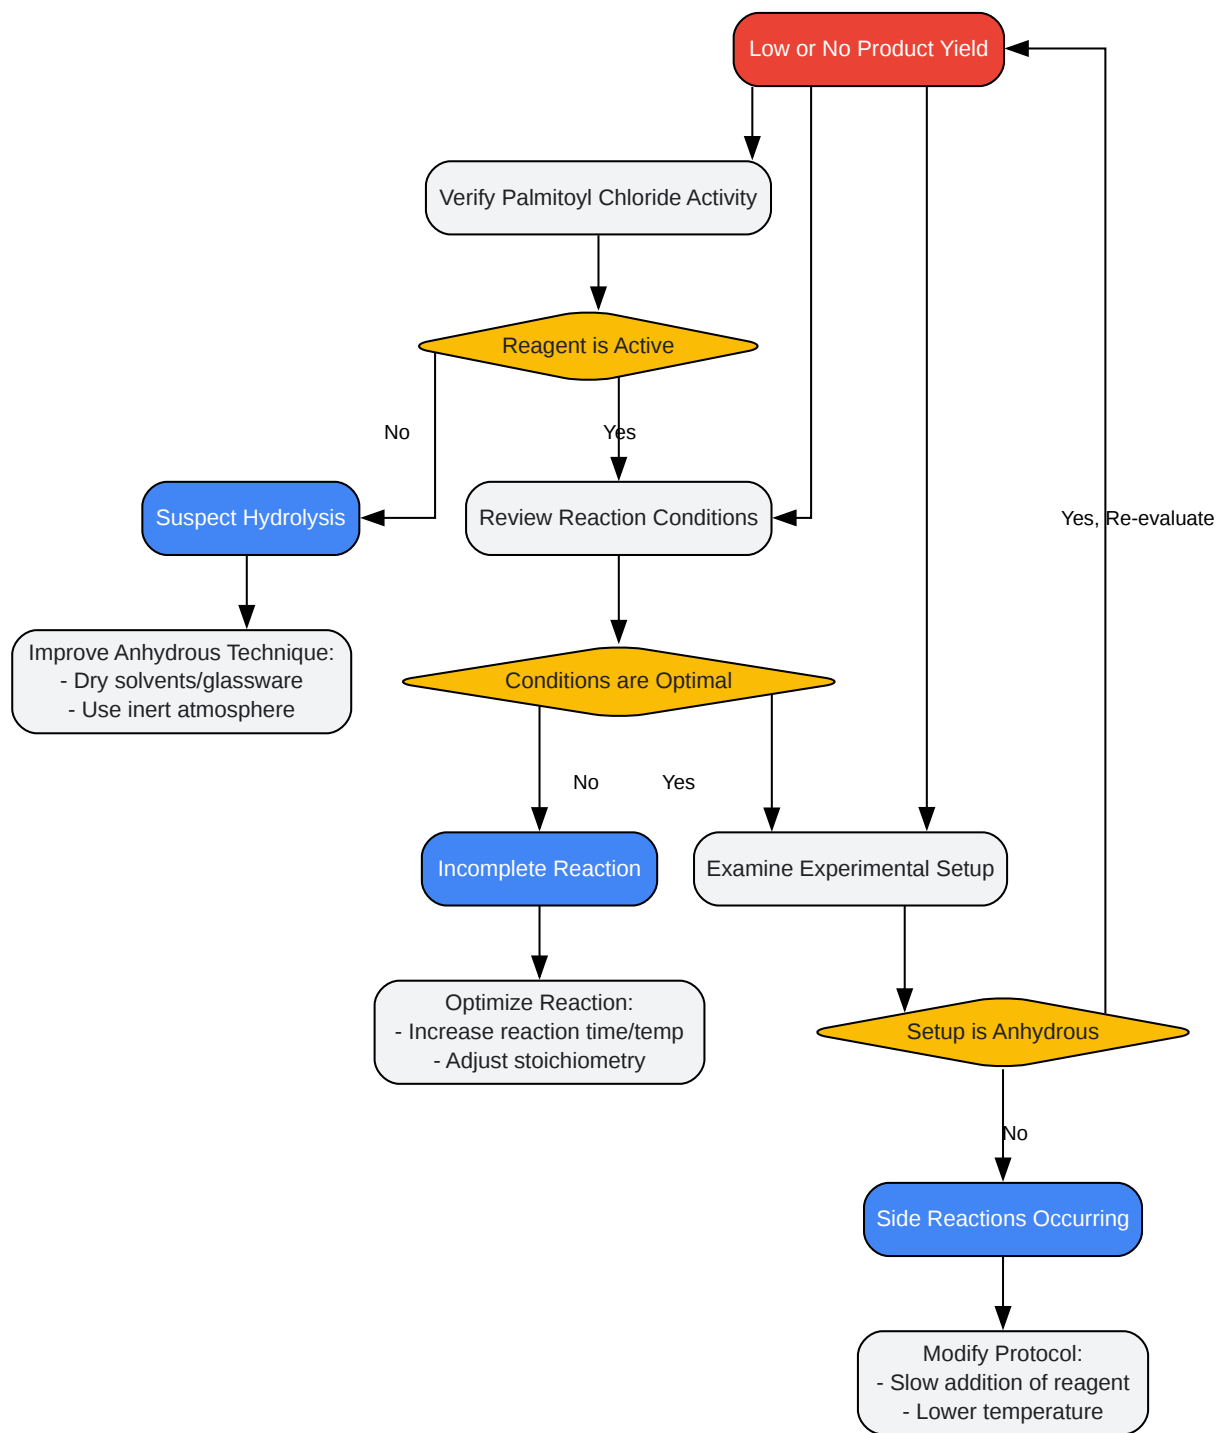 Low or No Product Yield
Verify Palmitoyl Chloride Activity
Reagent is Active
No
Yes
Suspect Hydrolysis
Review Reaction Conditions
Yes, Re-evaluate
Improve Anhydrous Technique:
- Dry solvents/glassware
- Use inert atmosphere
Conditions are Optimal
No
Yes
Incomplete Reaction
Examine Experimental Setup
Optimize Reaction:
- Increase reaction time/temp
- Adjust stoichiometry
Setup is Anhydrous
No
Side Reactions Occurring
Modify Protocol:
- Slow addition of reagent
- Lower temperature